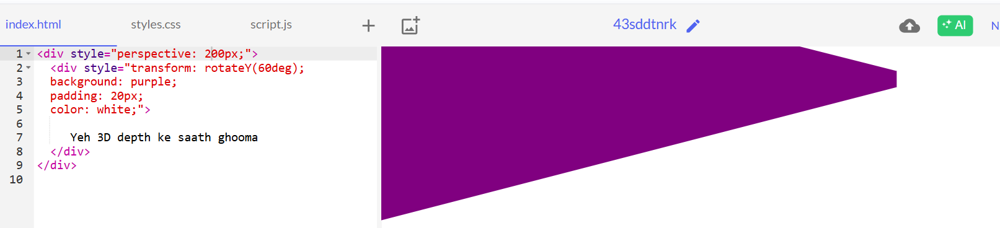 index.html styles.css script.js + 43sddtnrk AI N
1 <div style="perspective: 200px;">
2 <div style="transform: rotateY(60deg);
3 background: purple;
4 padding: 20px;
5 color: white;">
6
7 Yeh 3D depth ke saath ghooma
8 </div>
9 </div>
10